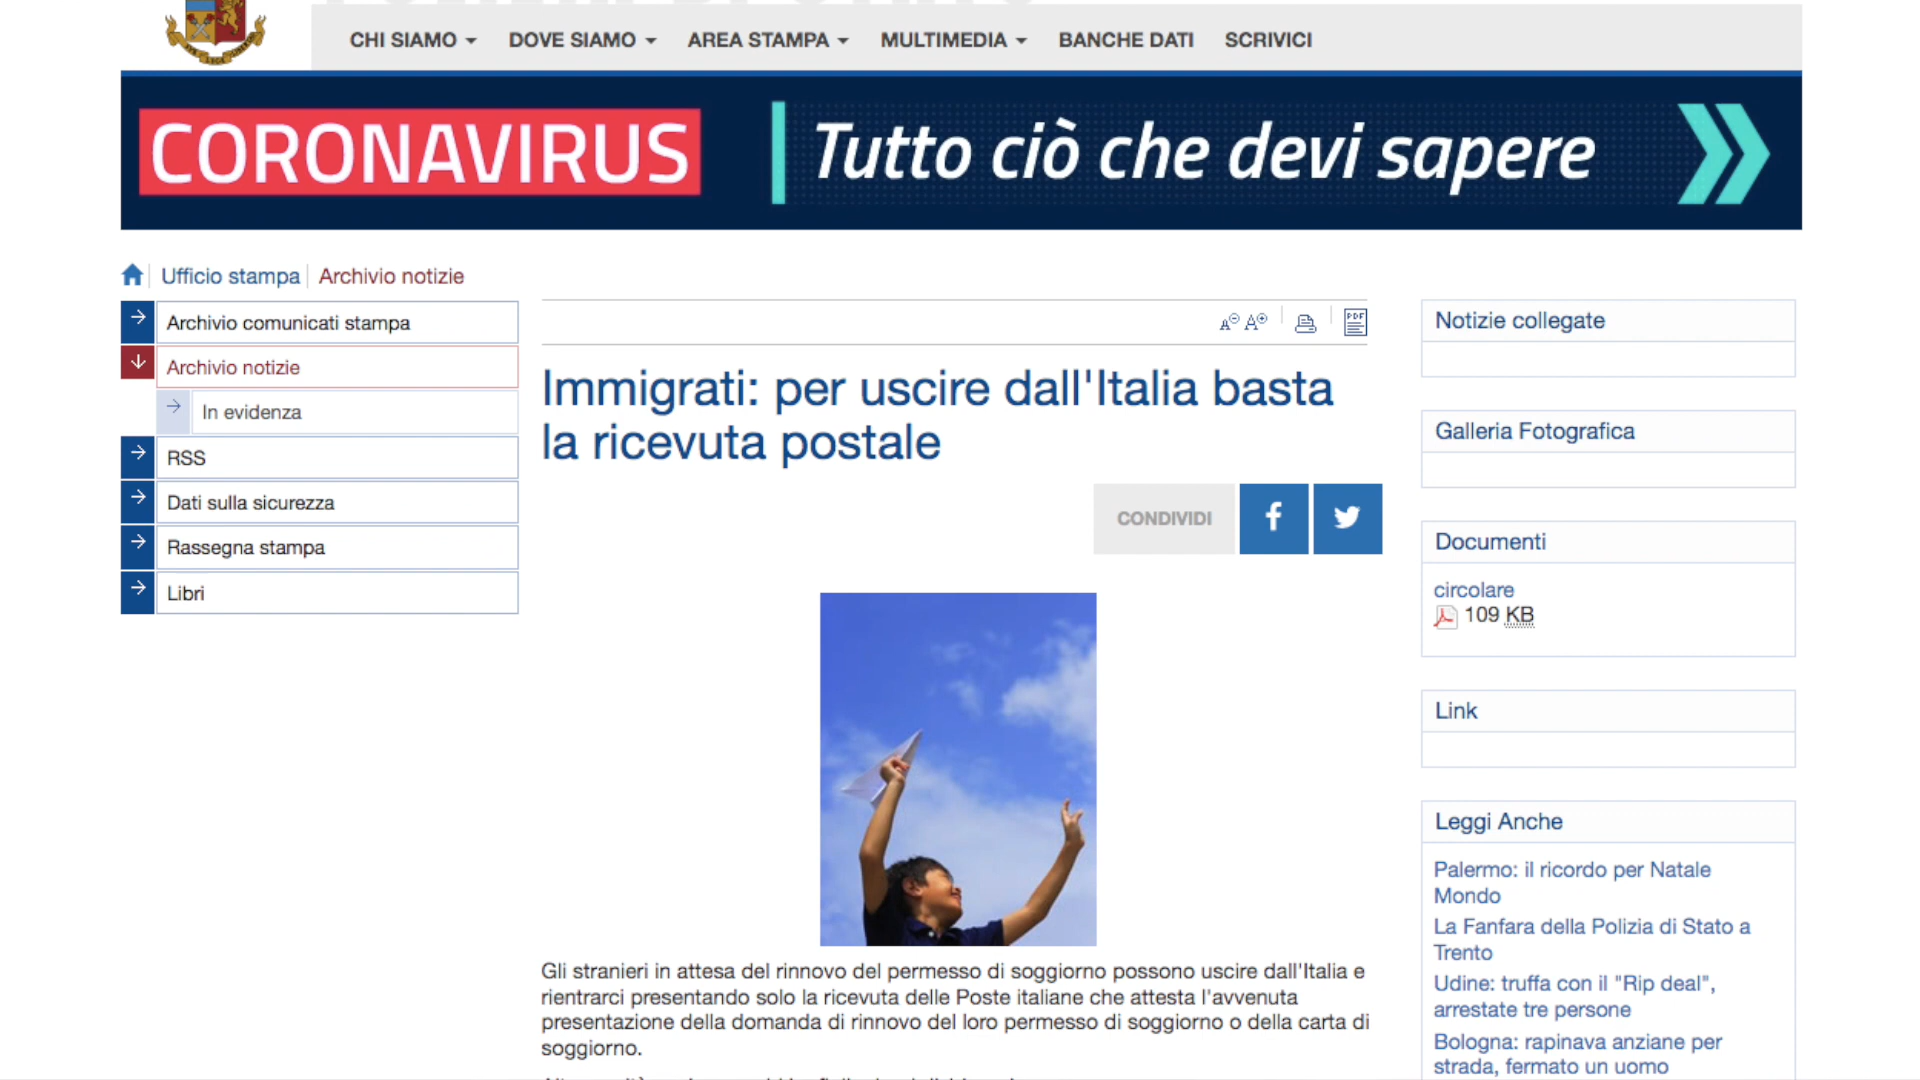 CHI SIAMO
DOVE SIAMO
AREA STAMPA
MULTIMEDIA
BANCHE DATI
SCRIVICI
CORONAVIRUS
Tutto ciò che devi sapere
Ufficio stampa
Archivio notizie
Archivio comunicati stampa
Archivio notizie
In evidenza
RSS
Dati sulla sicurezza
Rassegna stampa
Libri
PDF
Immigrati: per uscire dall'Italia basta
la ricevuta postale
CONDIVIDI
Gli stranieri in attesa del rinnovo del permesso di soggiorno possono uscire dall'Italia e
rientrarci presentando solo la ricevuta delle Poste italiane che attesta l'avvenuta
presentazione della domanda di rinnovo del loro permesso di soggiorno o della carta di
soggiorno.
Notizie collegate
Galleria Fotografica
Documenti
circolare
109 KB
Link
Leggi Anche
Palermo: il ricordo per Natale
Mondo
La Fanfara della Polizia di Stato a
Trento
Udine: truffa con il "Rip deal",
arrestate tre persone
Bologna: rapinava anziane per
strada, fermato un uomo